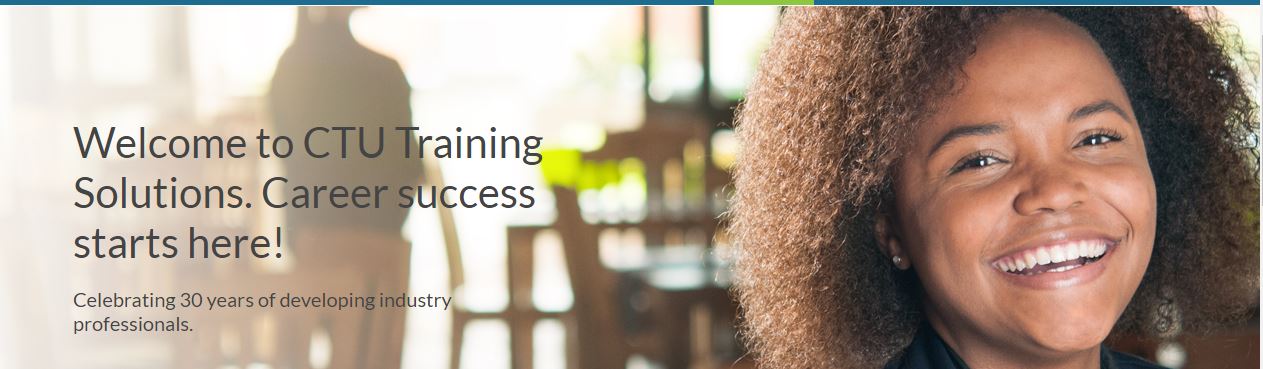 Welcome to CTU Training
Solutions. Career success
starts here!
Celebrating 30 years of developing industry
professionals.